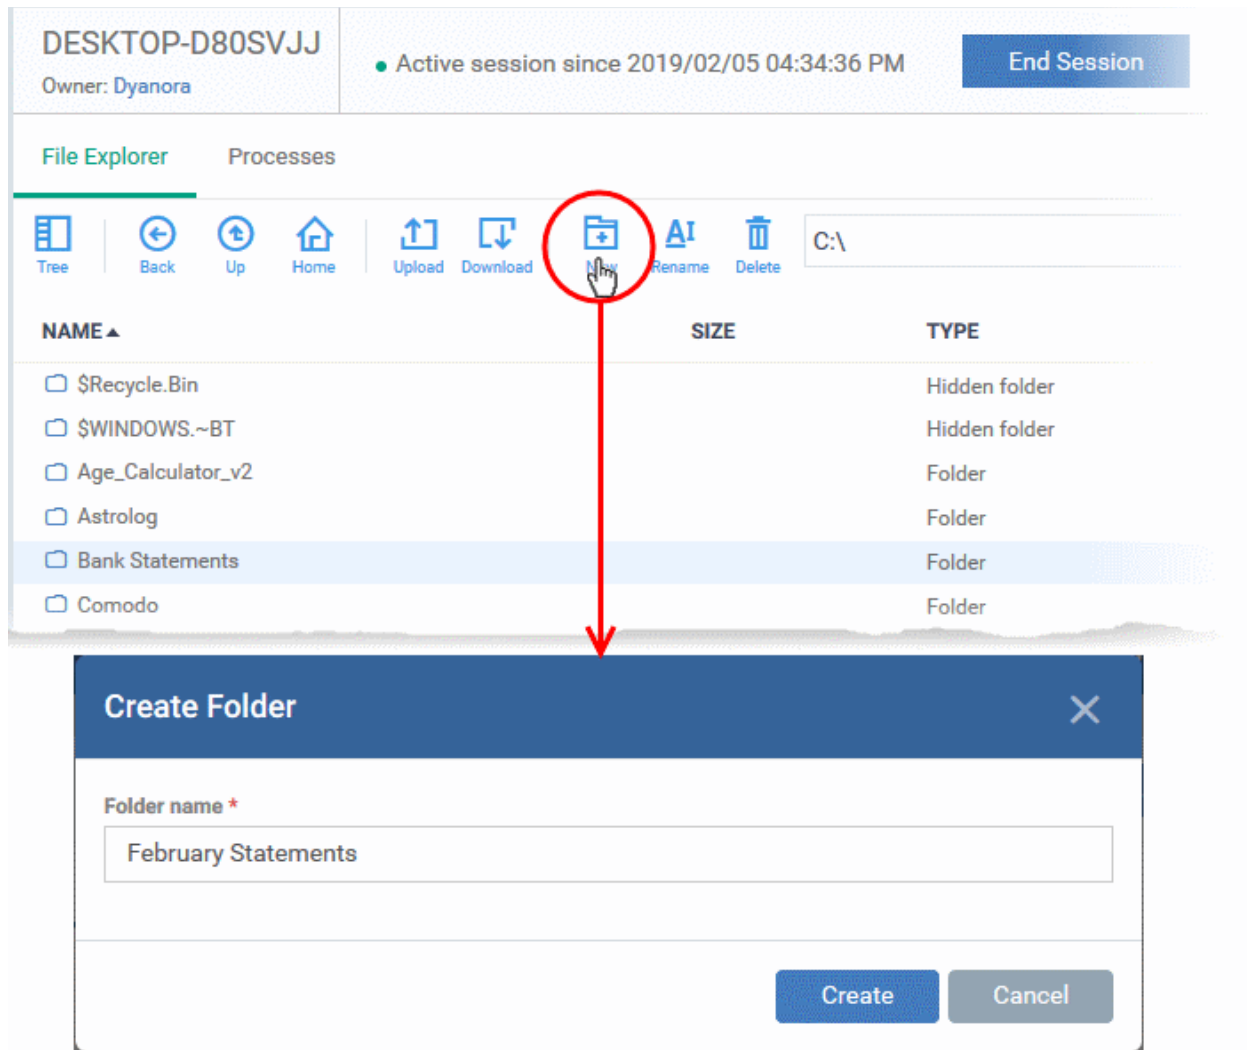 DESKTOP-D80SVJJ
Owner: Dyanora
Active session since 2019/02/05 04:34:36 PM
End Session
File Explorer Processes
Tree Back Up Home Upload Download New Rename Delete C:\
NAME SIZE TYPE
$Recycle.Bin Hidden folder
$WINDOWS.~BT Hidden folder
Age_Calculator_v2 Folder
Astrolog Folder
Bank Statements Folder
Comodo Folder
Create Folder
Folder name *
February Statements
Create Cancel